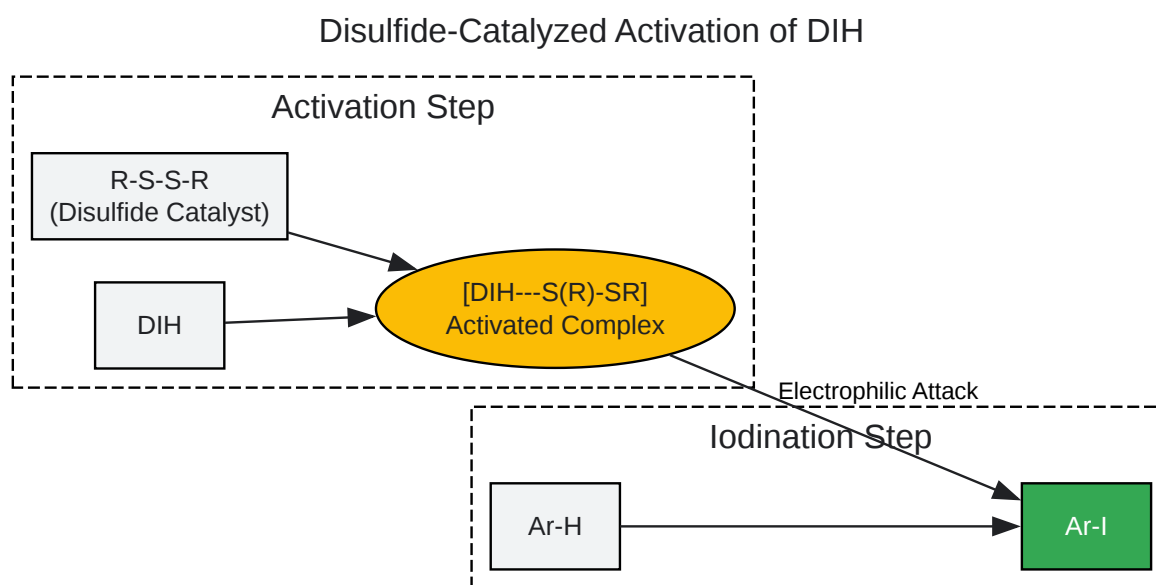 Disulfide-Catalyzed Activation of DIH
Activation Step
R-S-S-R
(Disulfide Catalyst)
DIH
[DIH---S(R)-SR]
Activated Complex
Electrophilic Attack
Iodination Step
Ar-H
Ar-I